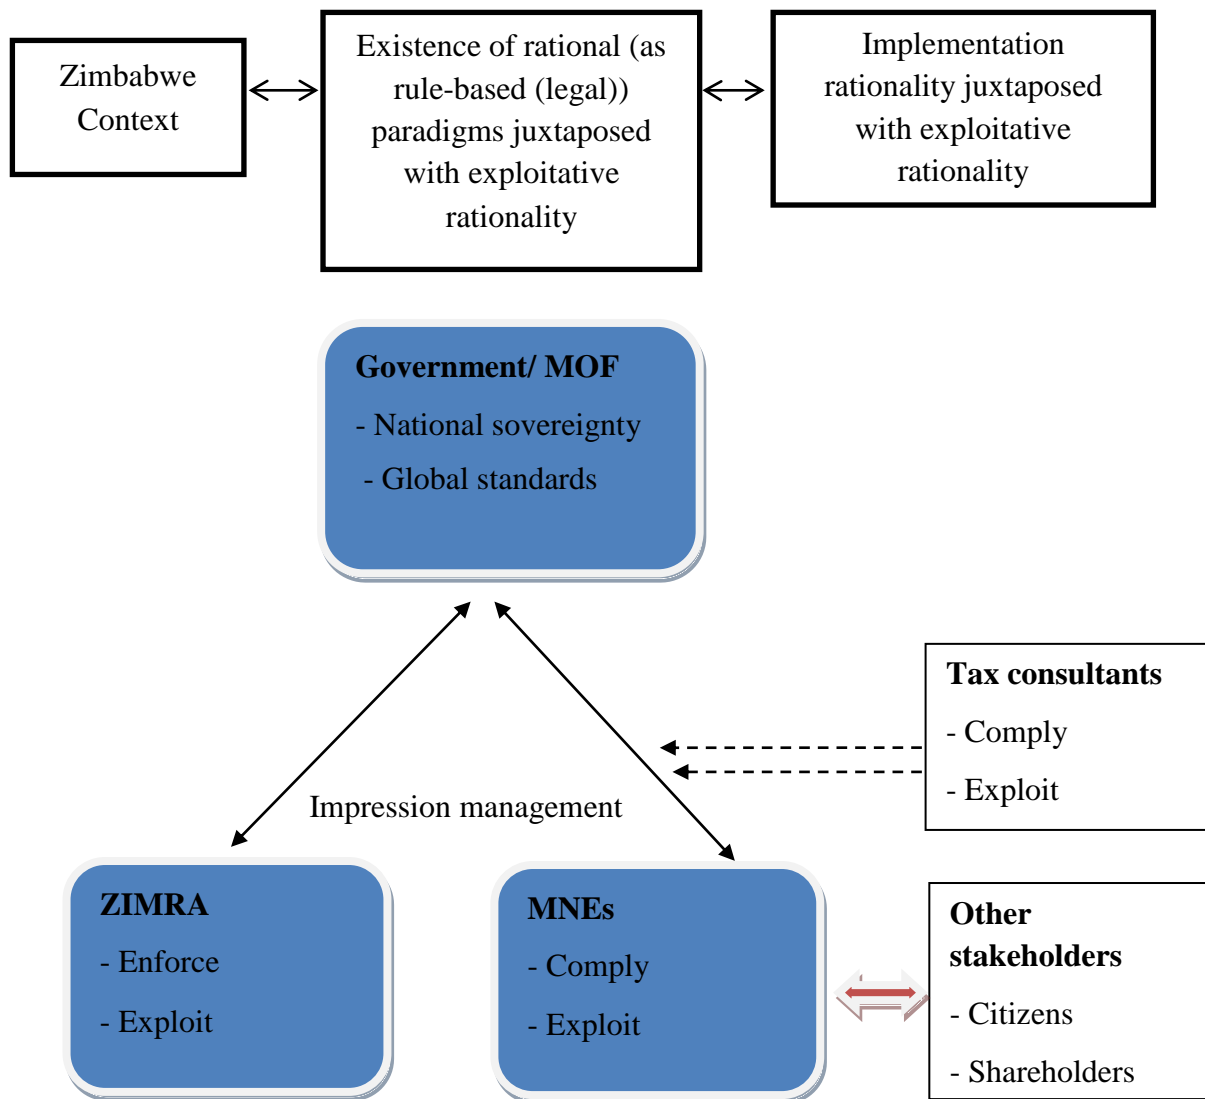 Zimbabwe
Context
Existence of rational (as
rule-based (legal))
paradigms juxtaposed
with exploitative
rationality
Implementation
rationality juxtaposed
with exploitative
rationality
Government/ MOF
- National sovereignty
- Global standards
Tax consultants
- Comply
- Exploit
Impression management
ZIMRA
- Enforce
- Exploit
MNEs
- Comply
- Exploit
Other
stakeholders
- Citizens
- Shareholders